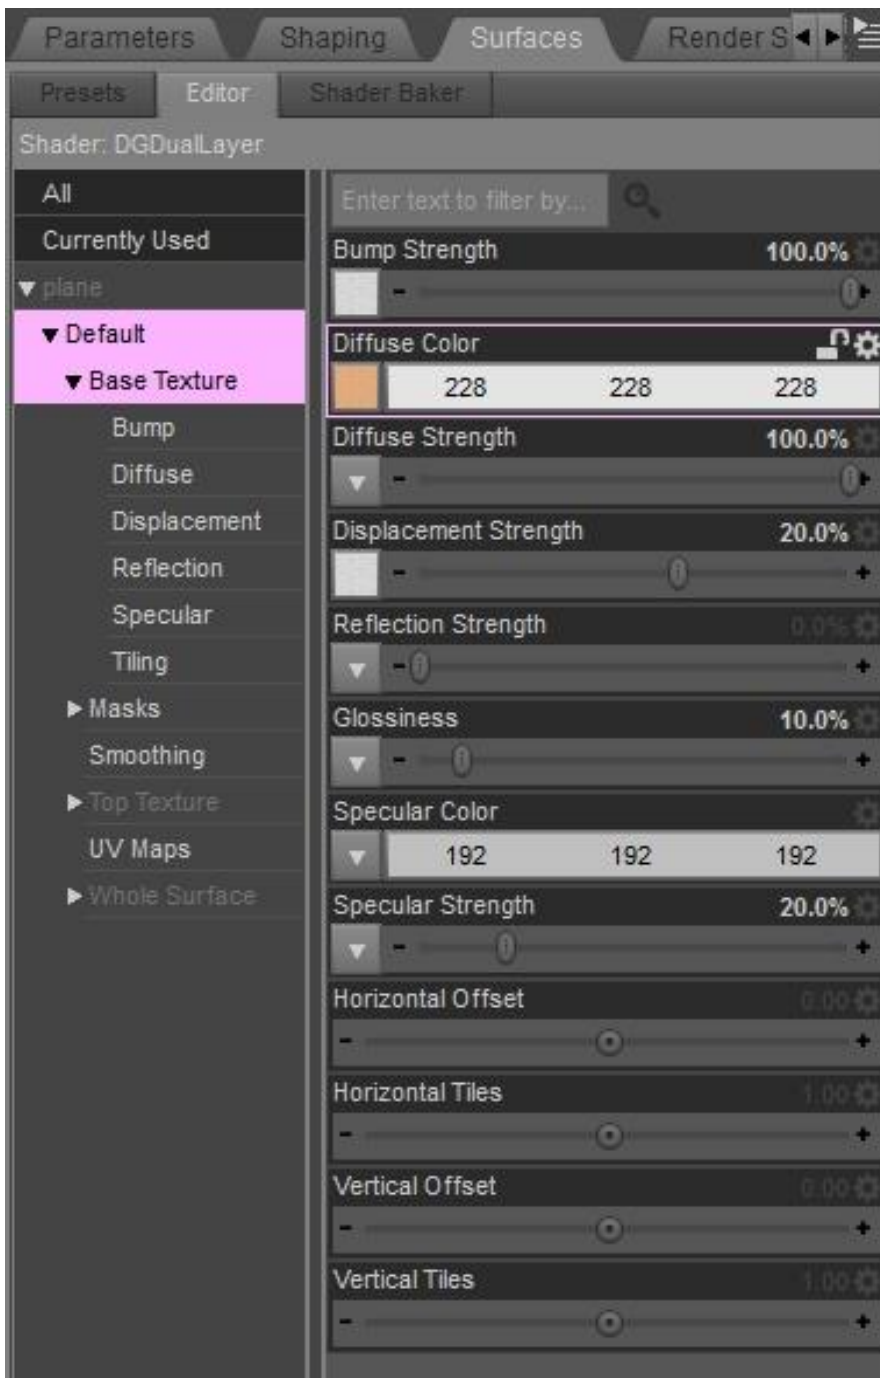 Parameters Shaping Surfaces Render S
Presets Editor Shader Baker
Shader: DGDualLayer
All
Currently Used
plane
Default
Base Texture
Bump
Diffuse
Displacement
Reflection
Specular
Tiling
Masks
Smoothing
Top Texture
UV Maps
Whole Surface
Enter text to filter by...
Bump Strength 100.0%
Diffuse Color
228 228 228
Diffuse Strength 100.0%
Displacement Strength 20.0%
Reflection Strength 0.0%
Glossiness 10.0%
Specular Color
192 192 192
Specular Strength 20.0%
Horizontal Offset 0.00
Horizontal Tiles 1.00
Vertical Offset 0.00
Vertical Tiles 1.00